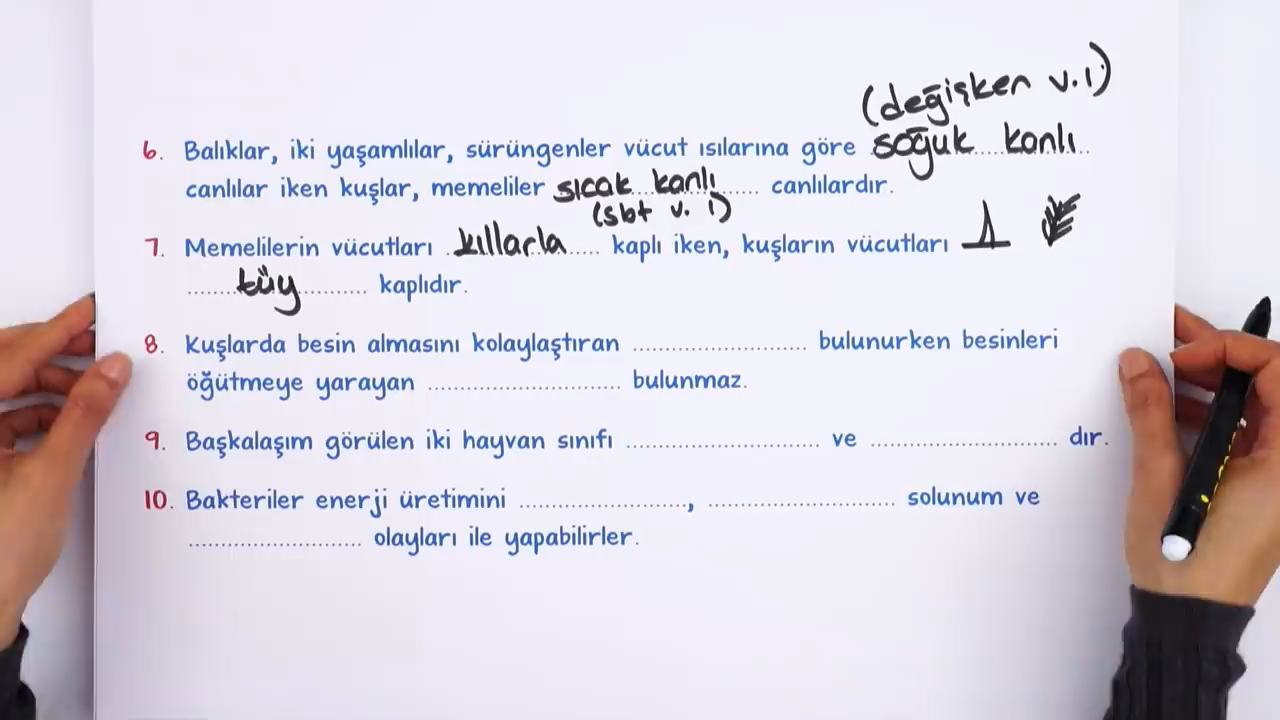 (değişken v.ı)
6. Balıklar, iki yaşamlılar, sürüngenler vücut ısılarına göre soğuk kanlı
canlılar iken kuşlar, memeliler sıcak kanlı canlılardır.
(sbt v. ı)
7. Memelilerin vücutları kıllarla kaplı iken, kuşların vücutları
tüy kaplıdır.
8. Kuşlarda besin almasını kolaylaştıran .............................. bulunurken besinleri
öğütmeye yarayan .................................. bulunmaz.
9. Başkalaşım görülen iki hayvan sınıfı .................................. ve .................................. dır.
10. Bakteriler enerji üretimini .............................., .................................. solunum ve
.............................. olayları ile yapabilirler.